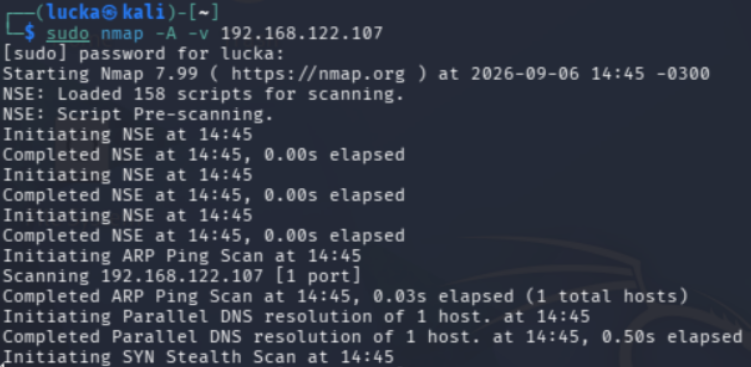 ┌──(lucka㉿kali)-[~]
└─$ sudo nmap -A -v 192.168.122.107
[sudo] password for lucka:
Starting Nmap 7.99 ( https://nmap.org ) at 2026-09-06 14:45 -0300
NSE: Loaded 158 scripts for scanning.
NSE: Script Pre-scanning.
Initiating NSE at 14:45
Completed NSE at 14:45, 0.00s elapsed
Initiating NSE at 14:45
Completed NSE at 14:45, 0.00s elapsed
Initiating NSE at 14:45
Completed NSE at 14:45, 0.00s elapsed
Initiating ARP Ping Scan at 14:45
Scanning 192.168.122.107 [1 port]
Completed ARP Ping Scan at 14:45, 0.03s elapsed (1 total hosts)
Initiating Parallel DNS resolution of 1 host. at 14:45
Completed Parallel DNS resolution of 1 host. at 14:45, 0.50s elapsed
Initiating SYN Stealth Scan at 14:45